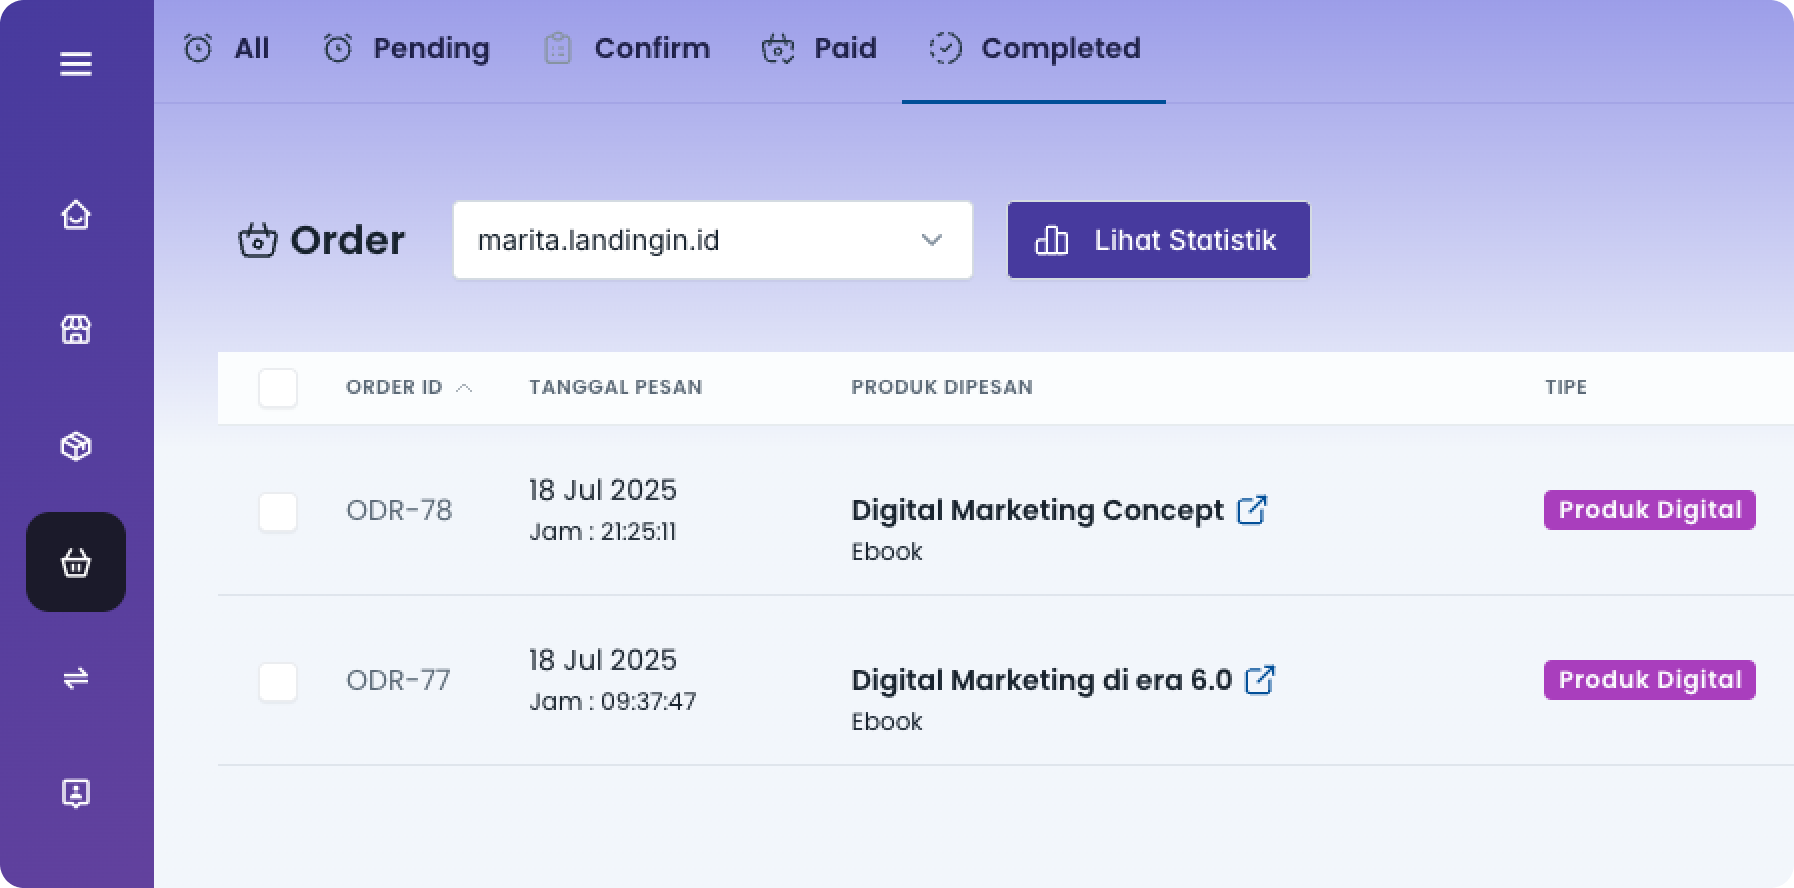 All Pending Confirm Paid Completed
Order marita.landingin.id Lihat Statistik
ORDER ID TANGGAL PESAN PRODUK DIPESAN TIPE
ODR-78 18 Jul 2025 Digital Marketing Concept Produk Digital
Jam : 21:25:11 Ebook
ODR-77 18 Jul 2025 Digital Marketing di era 6.0 Produk Digital
Jam : 09:37:47 Ebook